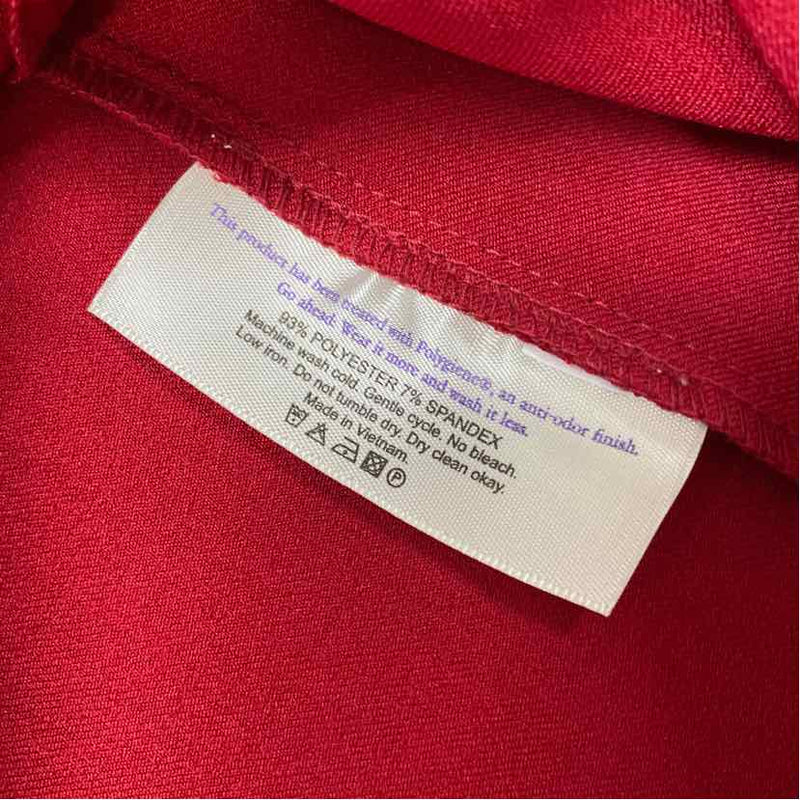 This product has been treated with Polygiene®, an anti-odor finish.
Go ahead. Wear it more and wash it less.
93% POLYESTER 7% SPANDEX
Machine wash cold. Gentle cycle. No bleach.
Low iron. Do not tumble dry. Dry clean okay.
Made in Vietnam.